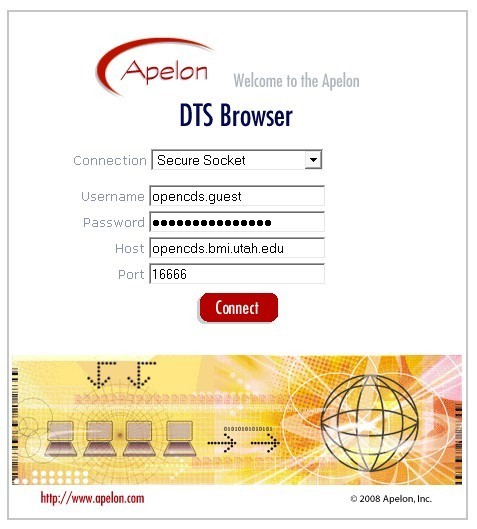 Apelon
Welcome to the Apelon
DTS Browser
Connection Secure Socket
Username opencds.guest
Password ●●●●●●●●●●●●●●●
Host opencds.bmi.utah.edu
Port 16666
Connect
010101010101
http://www.apelon.com © 2008 Apelon, Inc.